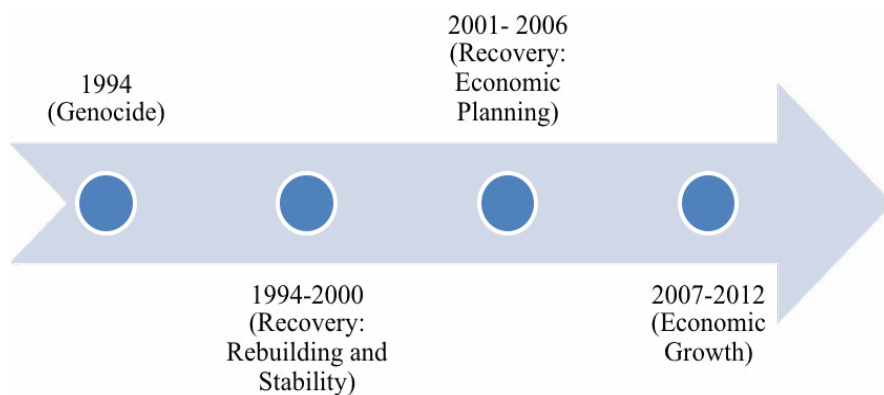 1994
(Genocide)
1994-2000
(Recovery:
Rebuilding and
Stability)
2001- 2006
(Recovery:
Economic
Planning)
2007-2012
(Economic
Growth)